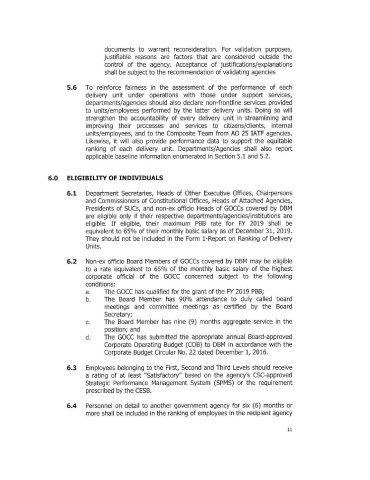 documents to warrant reconsideration. For validation purposes,
justifiable reasons are factors that are considered outside the
control of the agency. Acceptance of justifications/explanations
shall be subject to the recommendation of validating agencies
5.6 To reinforce fairness in the assessment of the performance of each
delivery unit under operations with those under support services,
departments/agencies should also declare non-frontline services provided
to units/employees performed by the latter delivery units. Doing so will
strengthen the accountability of every delivery unit in streamlining and
improving their processes and services to citizens/clients, internal
units/employees, and to the Composite Team from AO 25 IATF agencies.
Likewise, it will also provide performance data to support the equitable
ranking of each delivery unit. Departments/Agencies shall also report
applicable baseline information enumerated in Section 5.1 and 5.2.
6.0 ELIGIBILITY OF INDIVIDUALS
6.1 Department Secretaries, Heads of Other Executive Offices, Chairpersons
and Commissioners of Constitutional Offices, Heads of Attached Agencies,
Presidents of SUCs, and non-ex officio Heads of GOCCs covered by DBM
are eligible only if their respective departments/agencies/institutions are
eligible. If eligible, their maximum PBB rate for FY 2019 shall be
equivalent to 65% of their monthly basic salary as of December 31, 2019.
They should not be included in the Form 1-Report on Ranking of Delivery
Units.
6.2 Non-ex officio Board Members of GOCCs covered by DBM may be eligible
to a rate equivalent to 65% of the monthly basic salary of the highest
corporate official of the GOCC concerned subject to the following
conditions:
a. The GOCC has qualified for the grant of the FY 2019 PBB;
b. The Board Member has 90% attendance to duly called board
meetings and committee meetings as certified by the Board
Secretary;
c. The Board Member has nine (9) months aggregate service in the
position; and
d. The GOCC has submitted the appropriate annual Board-approved
Corporate Operating Budget (COB) to DBM in accordance with the
Corporate Budget Circular No. 22 dated December 1, 2016.
6.3 Employees belonging to the First, Second and Third Levels should receive
a rating of at least "Satisfactory" based on the agency's CSC-approved
Strategic Performance Management System (SPMS) or the requirement
prescribed by the CESB.
6.4 Personnel on detail to another government agency for six (6) months or
more shall be included in the ranking of employees in the recipient agency
11